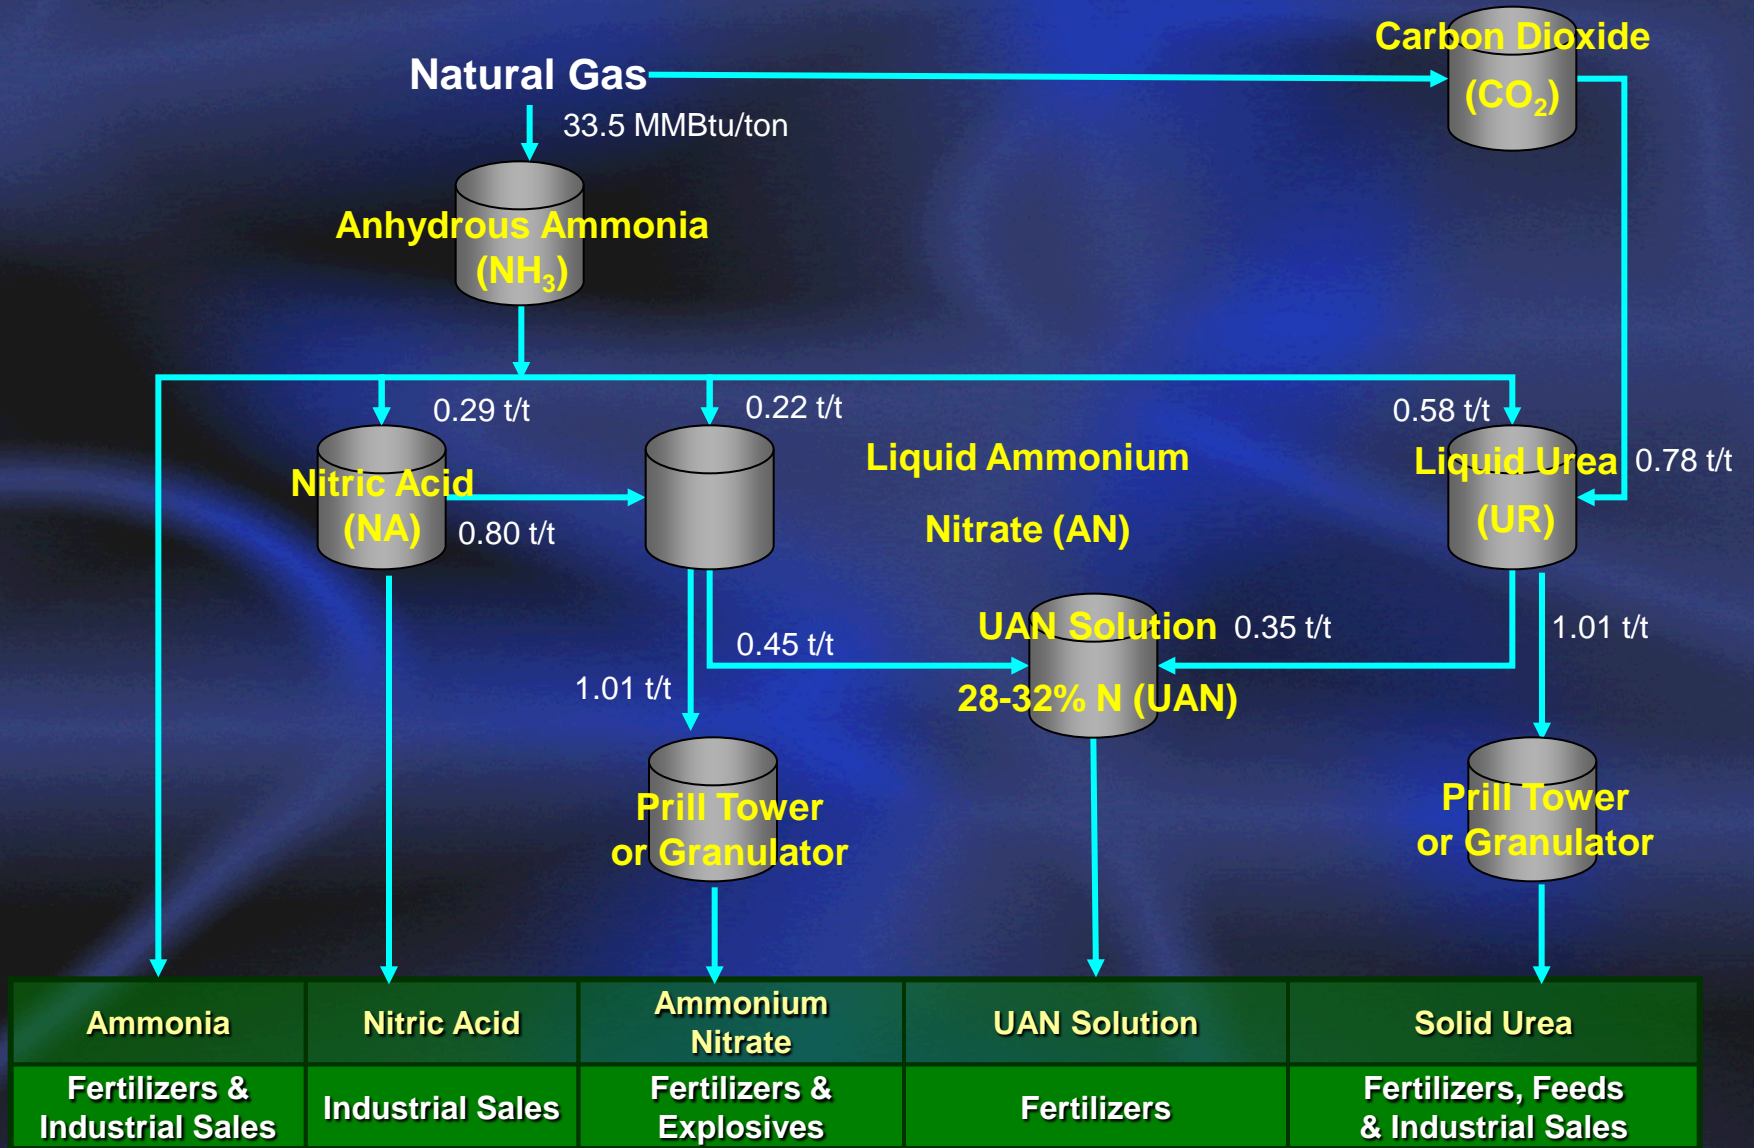 Carbon Dioxide
(CO₂)
Natural Gas
33.5 MMBtu/ton
Anhydrous Ammonia
(NH₃)
0.29 t/t
0.22 t/t
0.58 t/t
Nitric Acid
(NA)
0.80 t/t
Liquid Ammonium
Nitrate (AN)
Liquid Urea
(UR)
0.78 t/t
0.45 t/t
1.01 t/t
UAN Solution
28-32% N (UAN)
0.35 t/t
1.01 t/t
Prill Tower
or Granulator
Prill Tower
or Granulator
Ammonia
Nitric Acid
Ammonium
Nitrate
UAN Solution
Solid Urea
Fertilizers &
Industrial Sales
Industrial Sales
Fertilizers &
Explosives
Fertilizers
Fertilizers, Feeds
& Industrial Sales